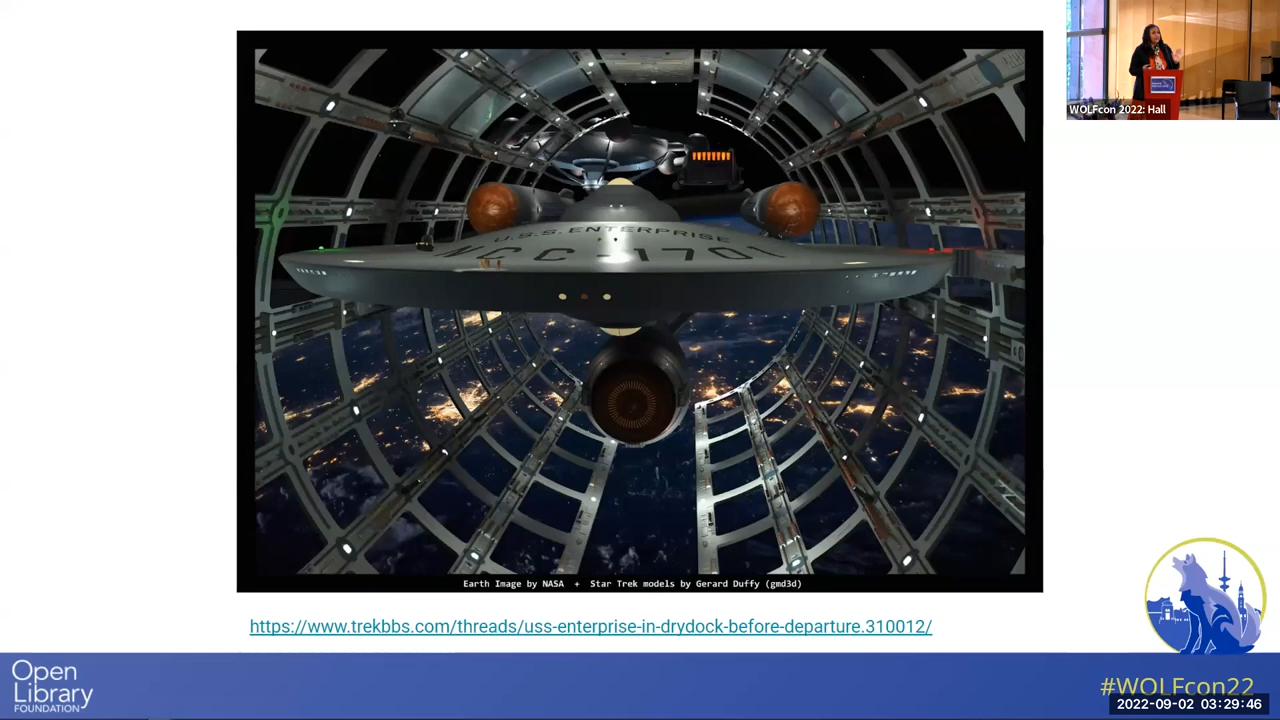 WOLFcon 2022: Hall
U.S.S. ENTERPRISE
NCC-1701
Earth Image by NASA + Star Trek models by Gerard Duffy (gmd3d)
https://www.trekbbs.com/threads/uss-enterprise-in-drydock-before-departure.310012/
Open
Library
FOUNDATION
#WOLFcon22
2022-09-02 03:29:46